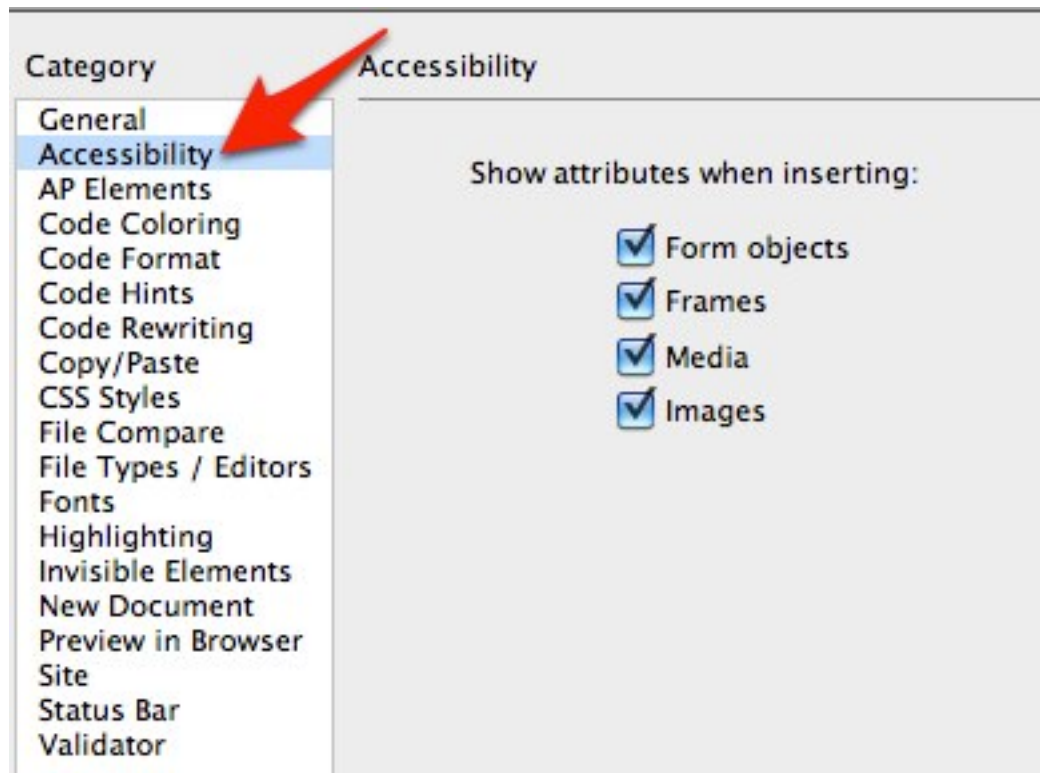 Category
General
Accessibility
AP Elements
Code Coloring
Code Format
Code Hints
Code Rewriting
Copy/Paste
CSS Styles
File Compare
File Types / Editors
Fonts
Highlighting
Invisible Elements
New Document
Preview in Browser
Site
Status Bar
Validator
Accessibility
Show attributes when inserting:
Form objects
Frames
Media
Images